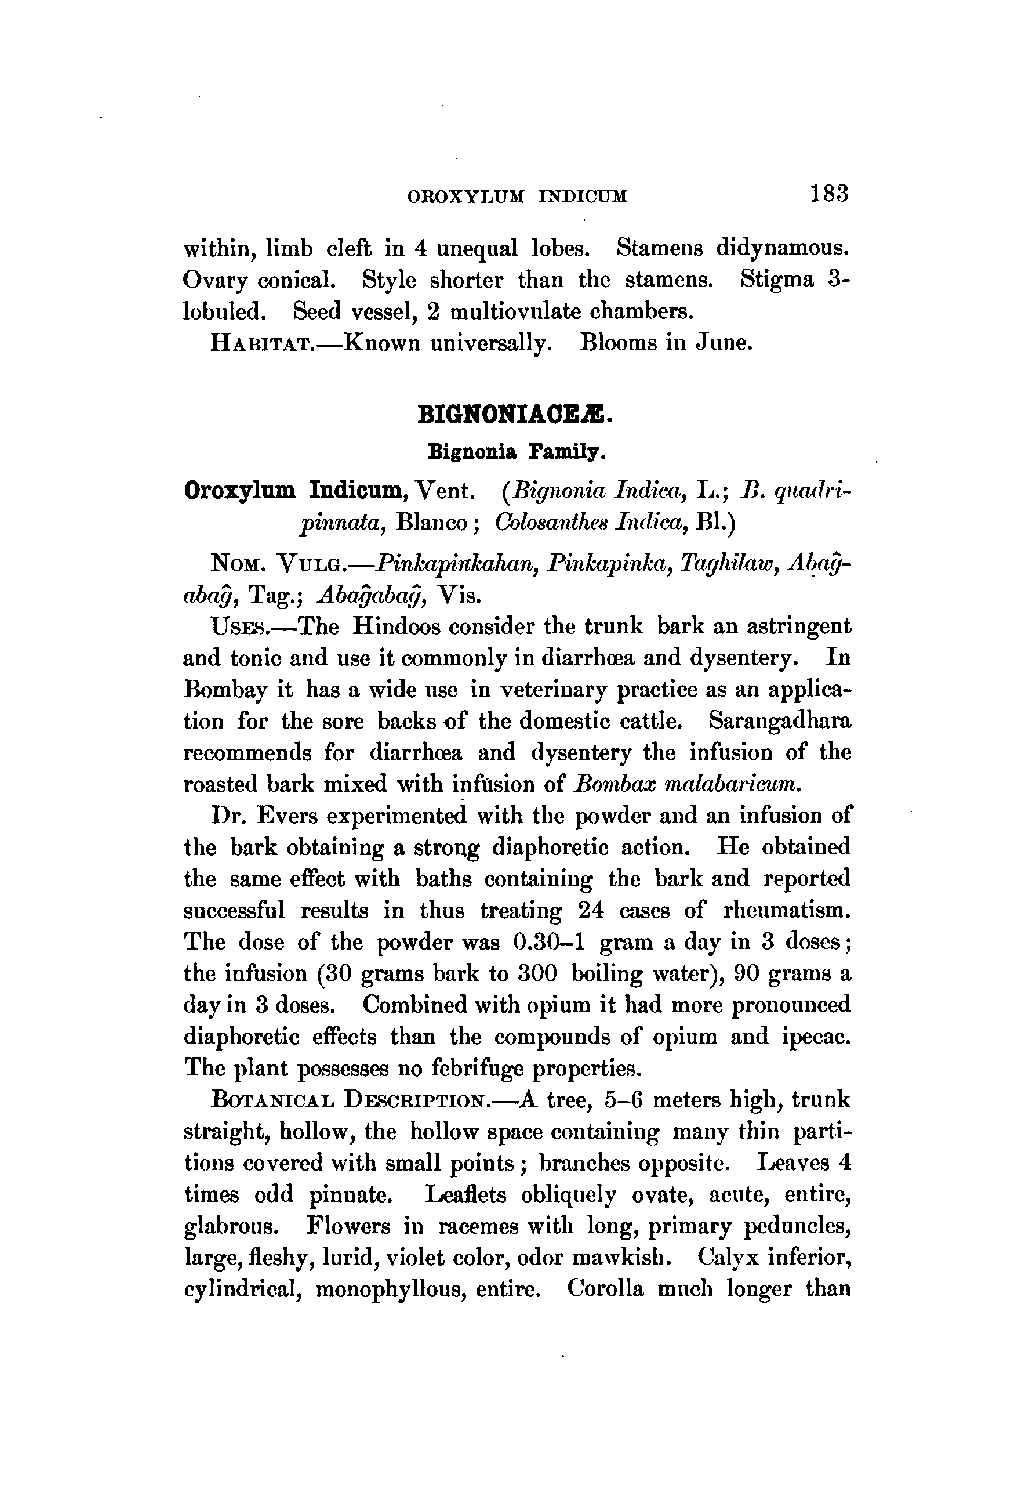 OROXYLUM INDICUM 183
within, limb cleft in 4 unequal lobes. Stamens didynamous.
Ovary conical. Style shorter than the stamens. Stigma 3-
lobuled. Seed vessel, 2 multiovulate chambers.
HABITAT.—Known universally. Blooms in June.
BIGNONIACEÆ.
Bignonia Family.
Oroxylum Indicum, Vent. (Bignonia Indica, L.; B. quadri-
pinnata, Blanco; Colosanthes Indica, Bl.)
NOM. VULG.—Pinkapinkahan, Pinkapinka, Taghilaw, Abag̃-
abag̃, Tag.; Abag̃abag̃, Vis.
USES.—The Hindoos consider the trunk bark an astringent
and tonic and use it commonly in diarrhœa and dysentery. In
Bombay it has a wide use in veterinary practice as an applica-
tion for the sore backs of the domestic cattle. Sarangadhara
recommends for diarrhœa and dysentery the infusion of the
roasted bark mixed with infusion of Bombax malabaricum.
Dr. Evers experimented with the powder and an infusion of
the bark obtaining a strong diaphoretic action. He obtained
the same effect with baths containing the bark and reported
successful results in thus treating 24 cases of rheumatism.
The dose of the powder was 0.30–1 gram a day in 3 doses;
the infusion (30 grams bark to 300 boiling water), 90 grams a
day in 3 doses. Combined with opium it had more pronounced
diaphoretic effects than the compounds of opium and ipecac.
The plant possesses no febrifuge properties.
BOTANICAL DESCRIPTION.—A tree, 5–6 meters high, trunk
straight, hollow, the hollow space containing many thin parti-
tions covered with small points; branches opposite. Leaves 4
times odd pinnate. Leaflets obliquely ovate, acute, entire,
glabrous. Flowers in racemes with long, primary peduncles,
large, fleshy, lurid, violet color, odor mawkish. Calyx inferior,
cylindrical, monophyllous, entire. Corolla much longer than